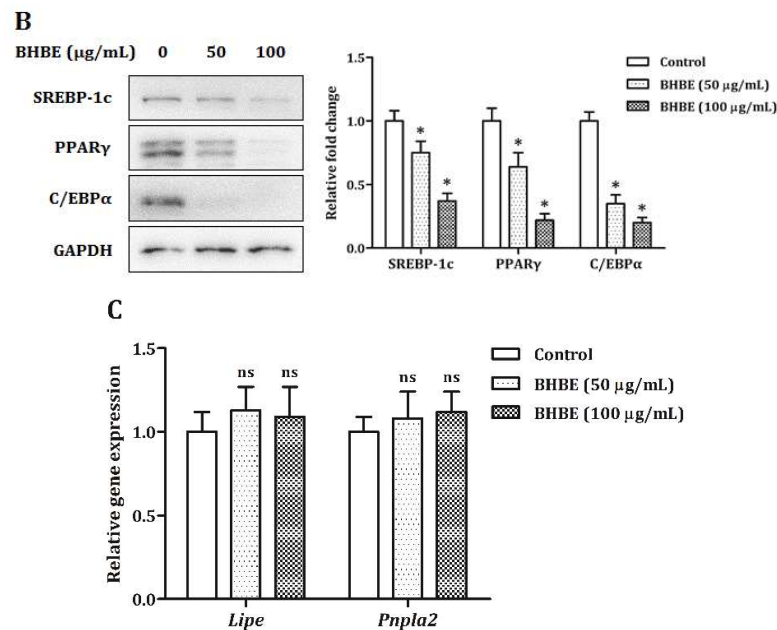 B
BHBE (μg/mL) 0 50 100
SREBP-1c
PPARγ
C/EBPα
GAPDH
Relative fold change
1.5
1.0
0.5
0.0
* * * * * *
SREBP-1c PPARγ C/EBPα
Control
BHBE (50 μg/mL)
BHBE (100 μg/mL)
C
Relative gene expression
1.5
1.0
0.5
0.0
ns ns ns ns
Lipe Pnpla2
Control
BHBE (50 μg/mL)
BHBE (100 μg/mL)